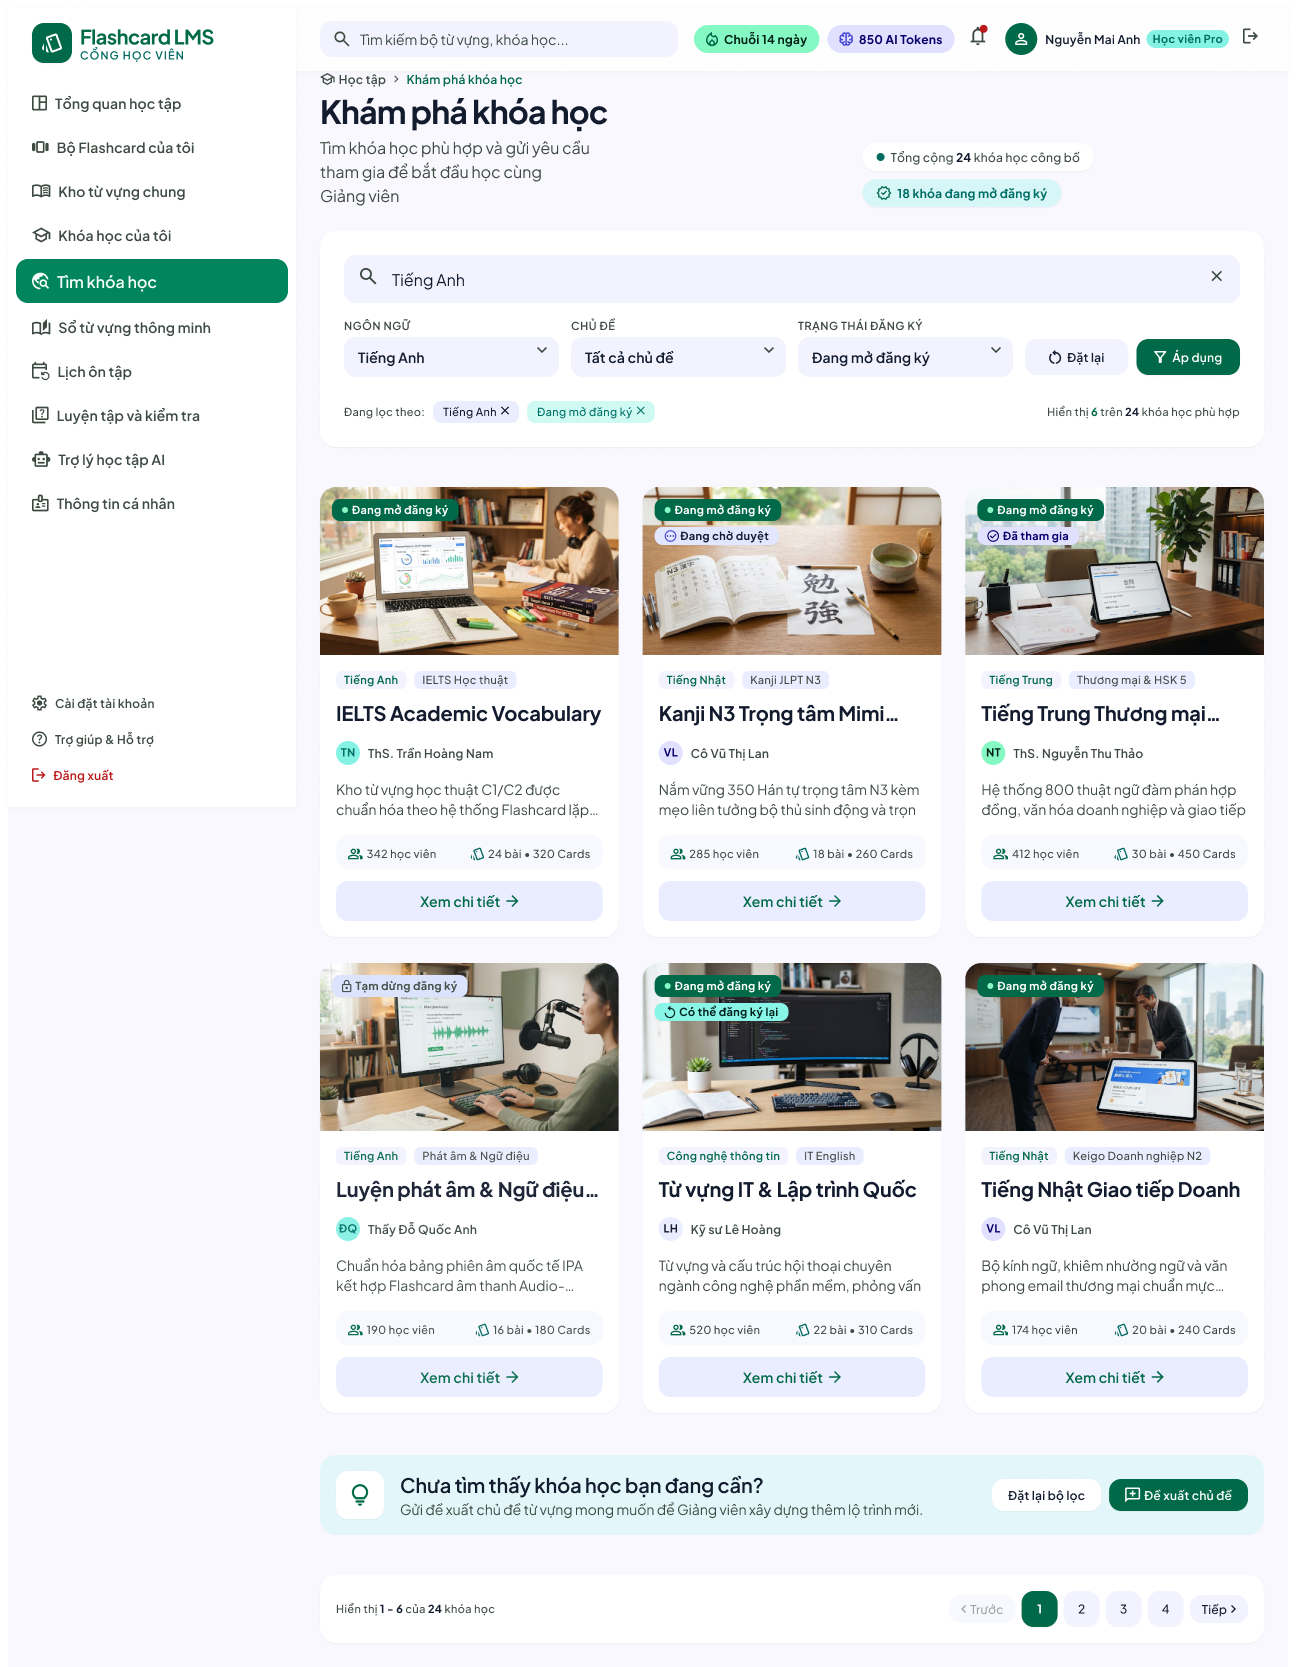 Flashcard LMS
CỔNG HỌC VIÊN
Tổng quan học tập
Bộ Flashcard của tôi
Kho từ vựng chung
Khóa học của tôi
Tìm khóa học
Sổ từ vựng thông minh
Lịch ôn tập
Luyện tập và kiểm tra
Trợ lý học tập AI
Thông tin cá nhân
Cài đặt tài khoản
Trợ giúp & Hỗ trợ
Đăng xuất
Tìm kiếm bộ từ vựng, khóa học...
Chuỗi 14 ngày
850 AI Tokens
Nguyễn Mai Anh
Học viên Pro
Học tập > Khám phá khóa học
Khám phá khóa học
Tìm khóa học phù hợp và gửi yêu cầu
tham gia để bắt đầu học cùng
Giảng viên
Tổng cộng 24 khóa học công bố
18 khóa đang mở đăng ký
Tiếng Anh
NGÔN NGỮ
CHỦ ĐỀ
TRẠNG THÁI ĐĂNG KÝ
Tiếng Anh
Tất cả chủ đề
Đang mở đăng ký
Đặt lại
Áp dụng
Đang lọc theo:
Tiếng Anh
Đang mở đăng ký
Hiển thị 6 trên 24 khóa học phù hợp
Đang mở đăng ký
Tiếng Anh
IELTS Học thuật
IELTS Academic Vocabulary
TN
ThS. Trần Hoàng Nam
Kho từ vựng học thuật C1/C2 được
chuẩn hóa theo hệ thống Flashcard lặp...
342 học viên
24 bài • 320 Cards
Xem chi tiết
Đang mở đăng ký
Đang chờ duyệt
N3 漢字
勉
強
Tiếng Nhật
Kanji JLPT N3
Kanji N3 Trọng tâm Mimi...
VL
Cô Vũ Thị Lan
Nắm vững 350 Hán tự trọng tâm N3 kèm
mẹo liên tưởng bộ thủ sinh động và trọn
285 học viên
18 bài • 260 Cards
Xem chi tiết
Đang mở đăng ký
Đã tham gia
Tiếng Trung
Thương mại & HSK 5
Tiếng Trung Thương mại...
NT
ThS. Nguyễn Thu Thảo
Hệ thống 800 thuật ngữ đàm phán hợp
đồng, văn hóa doanh nghiệp và giao tiếp
412 học viên
30 bài • 450 Cards
Xem chi tiết
Tạm dừng đăng ký
Tiếng Anh
Phát âm & Ngữ điệu
Luyện phát âm & Ngữ điệu...
ĐQ
Thầy Đỗ Quốc Anh
Chuẩn hóa bảng phiên âm quốc tế IPA
kết hợp Flashcard âm thanh Audio-...
190 học viên
16 bài • 180 Cards
Xem chi tiết
Đang mở đăng ký
Có thể đăng ký lại
Công nghệ thông tin
IT English
Từ vựng IT & Lập trình Quốc
LH
Kỹ sư Lê Hoàng
Từ vựng và cấu trúc hội thoại chuyên
ngành công nghệ phần mềm, phỏng vấn
520 học viên
22 bài • 310 Cards
Xem chi tiết
Đang mở đăng ký
Tiếng Nhật
Keigo Doanh nghiệp N2
Tiếng Nhật Giao tiếp Doanh
VL
Cô Vũ Thị Lan
Bộ kính ngữ, khiêm nhường ngữ và văn
phong email thương mại chuẩn mực...
174 học viên
20 bài • 240 Cards
Xem chi tiết
Chưa tìm thấy khóa học bạn đang cần?
Gửi đề xuất chủ đề từ vựng mong muốn để Giảng viên xây dựng thêm lộ trình mới.
Đặt lại bộ lọc
Đề xuất chủ đề
Hiển thị 1 - 6 của 24 khóa học
Trước
1
2
3
4
Tiếp